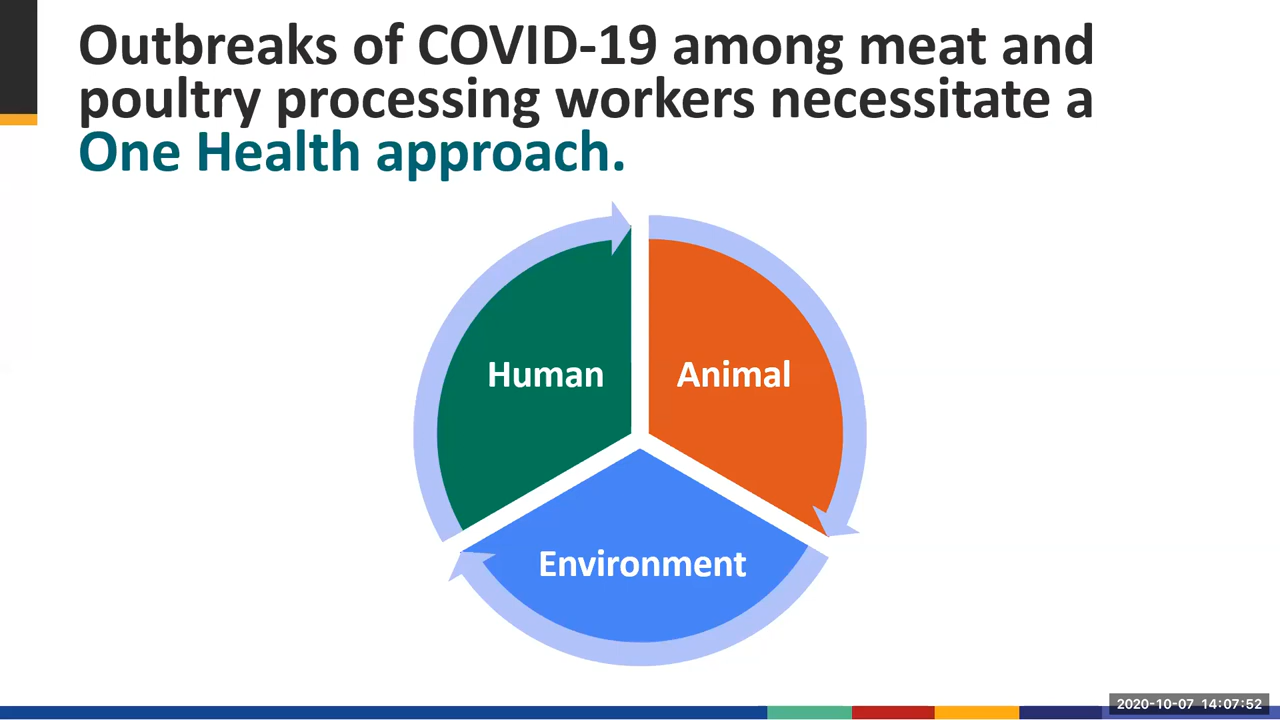 Outbreaks of COVID-19 among meat and
poultry processing workers necessitate a
One Health approach.
Human
Animal
Environment
2020-10-07 14:07:52